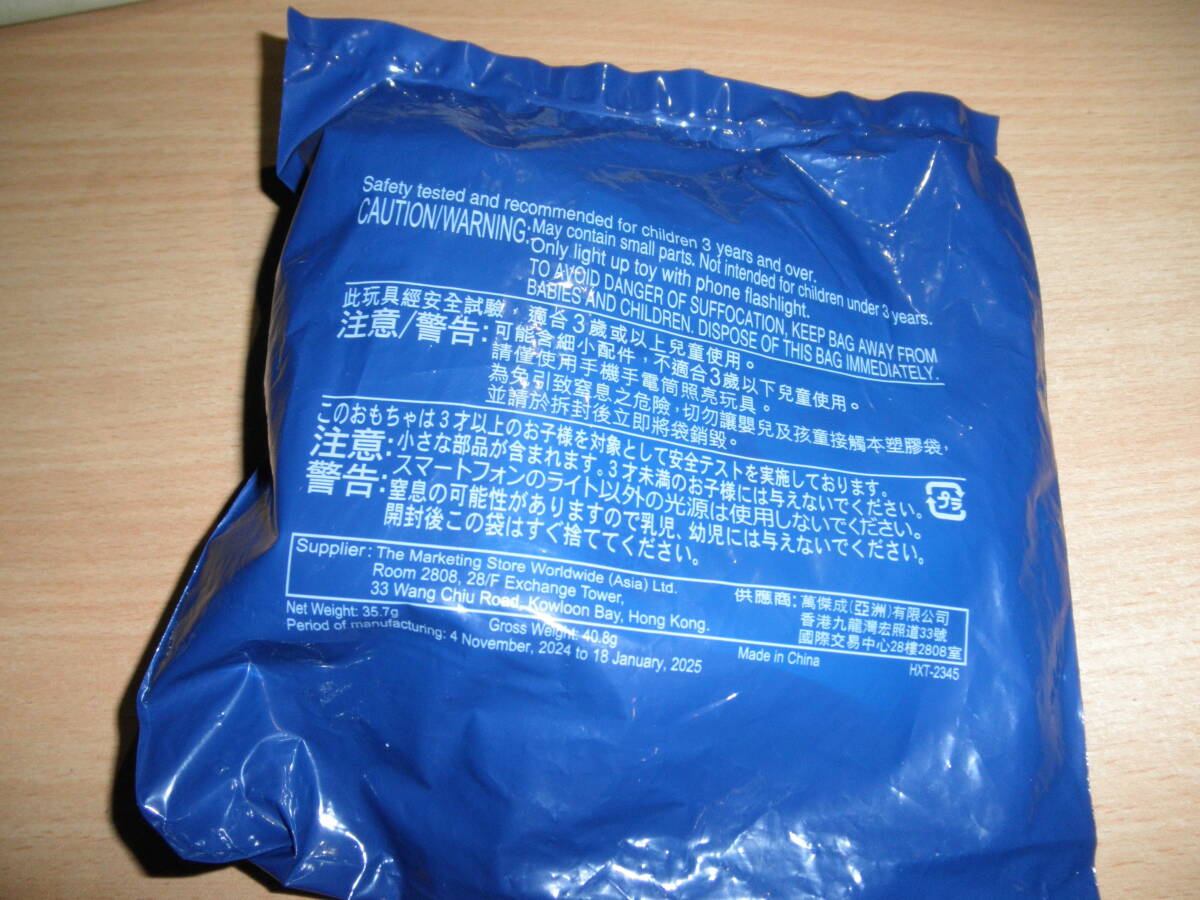 Safety tested and recommended for children 3 years and over.
CAUTION/WARNING: May contain small parts. Not intended for children under 3 years.
Only light up toy with phone flashlight.
TO AVOID DANGER OF SUFFOCATION, KEEP BAG AWAY FROM
BABIES AND CHILDREN. DISPOSE OF THIS BAG IMMEDIATELY.
此玩具經安全試驗，適合3歲或以上兒童使用。
注意/警告：可能含細小配件，不適合3歲以下兒童使用。
請僅使用手機手電筒照亮玩具。
為免引致窒息之危險，切勿讓嬰兒及孩童接觸本塑膠袋，
並請於拆封後立即將袋銷毀。
このおもちゃは3才以上のお子様を対象として安全テストを実施しております。
注意：小さな部品が含まれます。3才未満のお子様には与えないでください。
スマートフォンのライト以外の光源は使用しないでください。
警告：窒息の可能性がありますので乳児、幼児には与えないでください。
開封後この袋はすぐ捨ててください。
プラ
Supplier : The Marketing Store Worldwide (Asia) Ltd.
Room 2808, 28/F Exchange Tower,
33 Wang Chiu Road, Kowloon Bay, Hong Kong.
供應商：萬傑成(亞洲)有限公司
香港九龍灣宏照道33號
國際交易中心28樓2808室
Net Weight: 35.7g Gross Weight: 40.8g
Period of manufacturing: 4 November, 2024 to 18 January, 2025
Made in China
HXT-2345